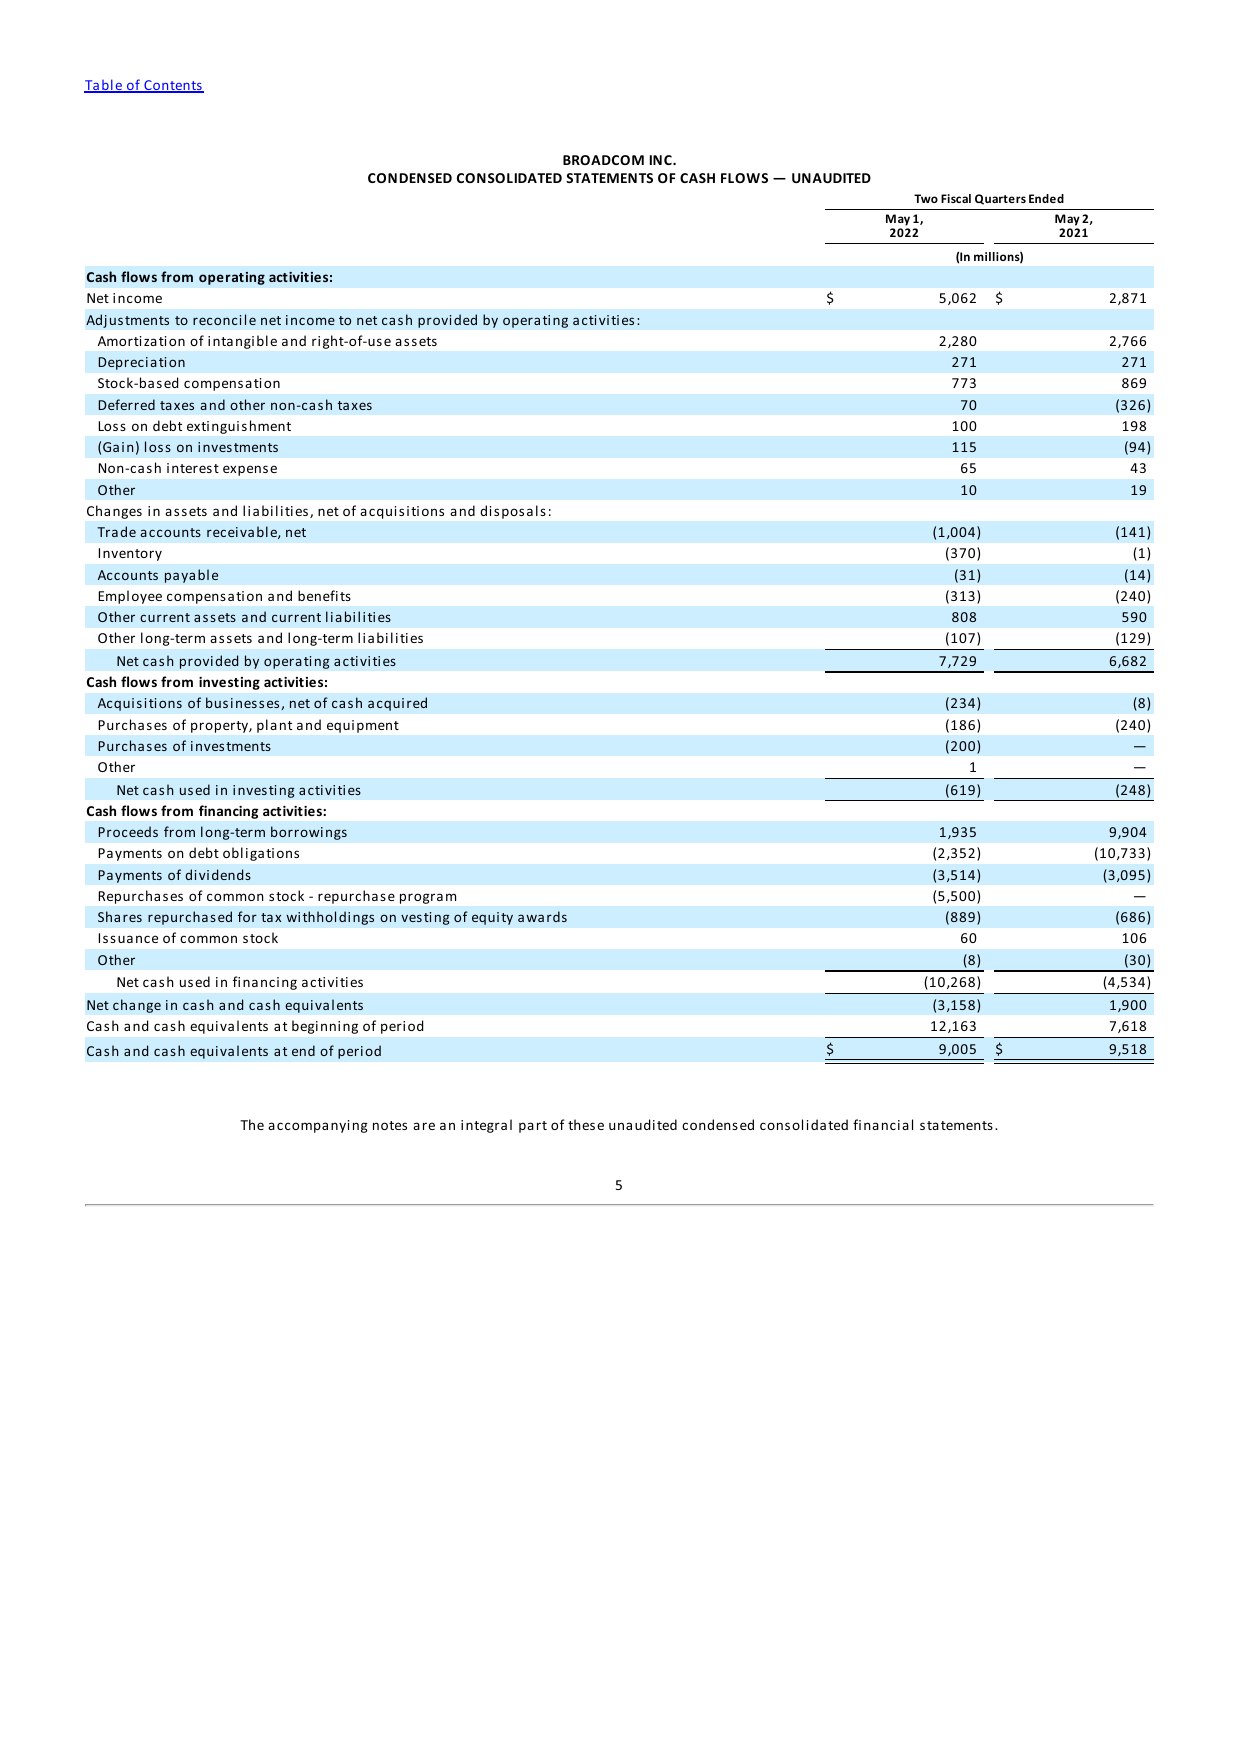 Table of Contents
BROADCOM INC.
CONDENSED CONSOLIDATED STATEMENTS OF CASH FLOWS — UNAUDITED
Two Fiscal Quarters Ended
May 1, 2022 May 2, 2021
(In millions)
Cash flows from operating activities:
Net income $ 5,062 $ 2,871
Adjustments to reconcile net income to net cash provided by operating activities:
Amortization of intangible and right-of-use assets 2,280 2,766
Depreciation 271 271
Stock-based compensation 773 869
Deferred taxes and other non-cash taxes 70 (326)
Loss on debt extinguishment 100 198
(Gain) loss on investments 115 (94)
Non-cash interest expense 65 43
Other 10 19
Changes in assets and liabilities, net of acquisitions and disposals:
Trade accounts receivable, net (1,004) (141)
Inventory (370) (1)
Accounts payable (31) (14)
Employee compensation and benefits (313) (240)
Other current assets and current liabilities 808 590
Other long-term assets and long-term liabilities (107) (129)
Net cash provided by operating activities 7,729 6,682
Cash flows from investing activities:
Acquisitions of businesses, net of cash acquired (234) (8)
Purchases of property, plant and equipment (186) (240)
Purchases of investments (200) —
Other 1 —
Net cash used in investing activities (619) (248)
Cash flows from financing activities:
Proceeds from long-term borrowings 1,935 9,904
Payments on debt obligations (2,352) (10,733)
Payments of dividends (3,514) (3,095)
Repurchases of common stock - repurchase program (5,500) —
Shares repurchased for tax withholdings on vesting of equity awards (889) (686)
Issuance of common stock 60 106
Other (8) (30)
Net cash used in financing activities (10,268) (4,534)
Net change in cash and cash equivalents (3,158) 1,900
Cash and cash equivalents at beginning of period 12,163 7,618
Cash and cash equivalents at end of period $ 9,005 $ 9,518
The accompanying notes are an integral part of these unaudited condensed consolidated financial statements.
5